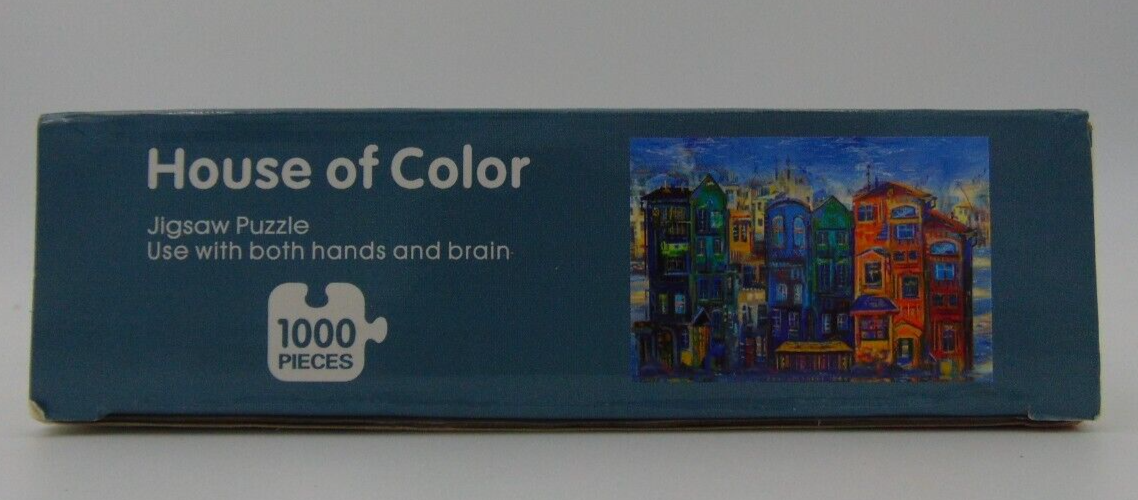 House of Color
Jigsaw Puzzle
Use with both hands and brain
1000
PIECES